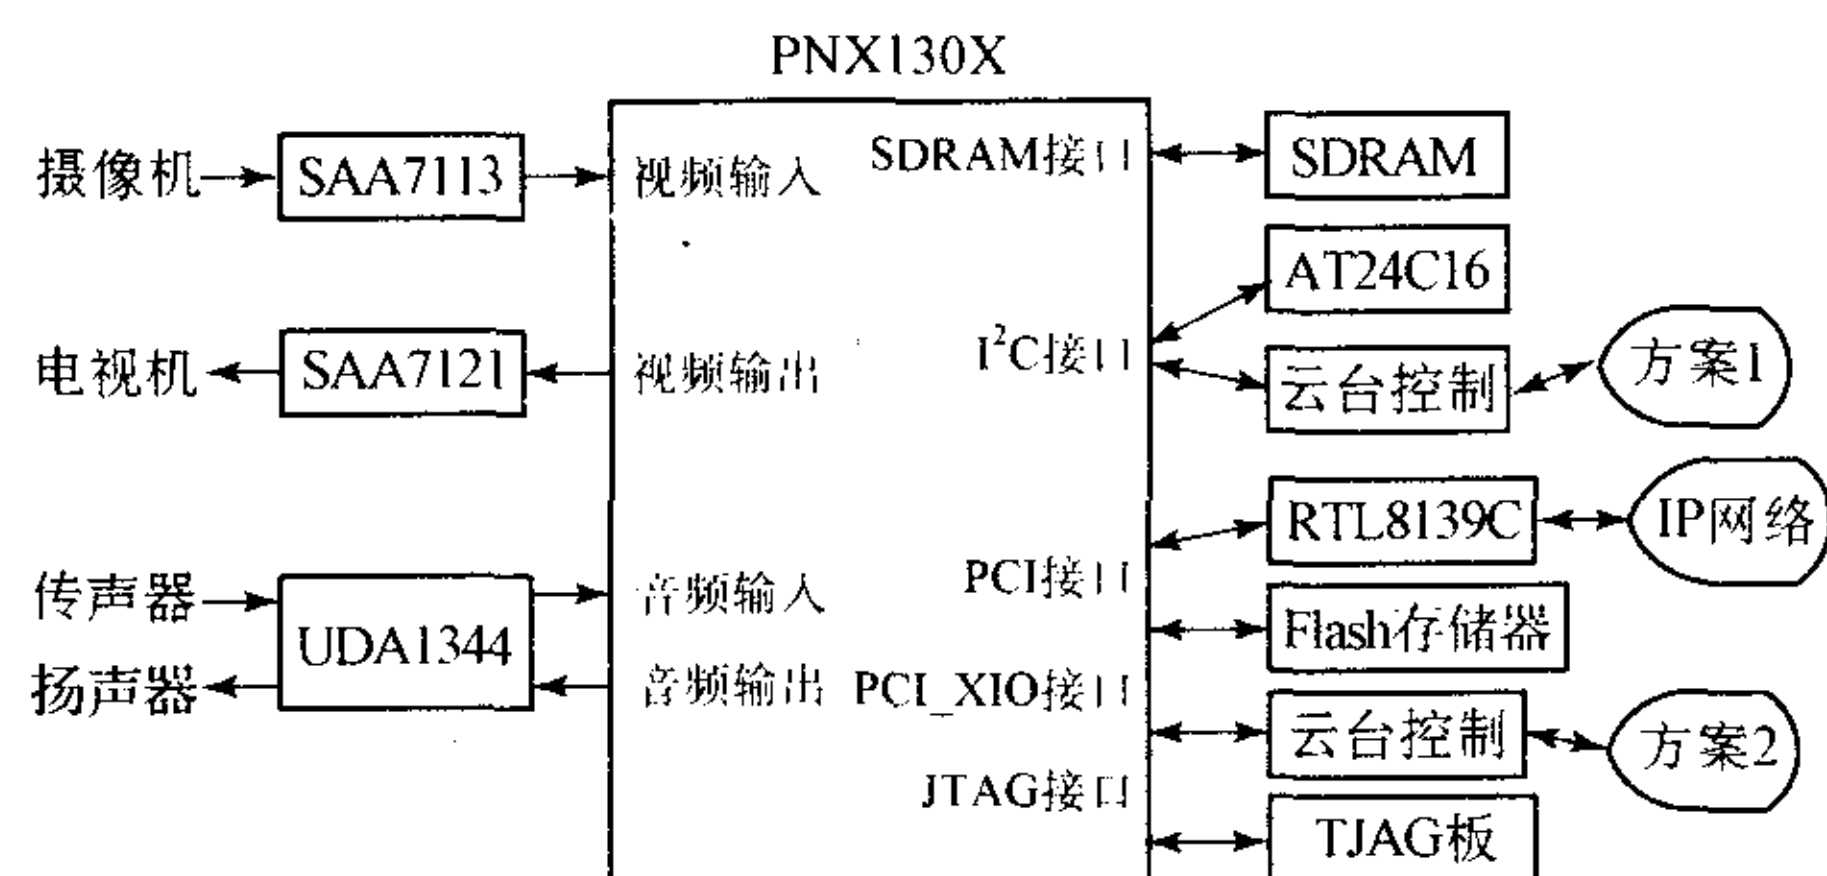 PNX130X
摄像机
SAA7113
视频输入
SDRAM接口
SDRAM
AT24C16
电视机
SAA7121
视频输出
I²C接口
云台控制
方案1
RTL8139C
IP网络
传声器
UDA1344
音频输入
PCI接口
Flash存储器
扬声器
音频输出
PCI_XIO接口
云台控制
方案2
JTAG接口
TJAG板